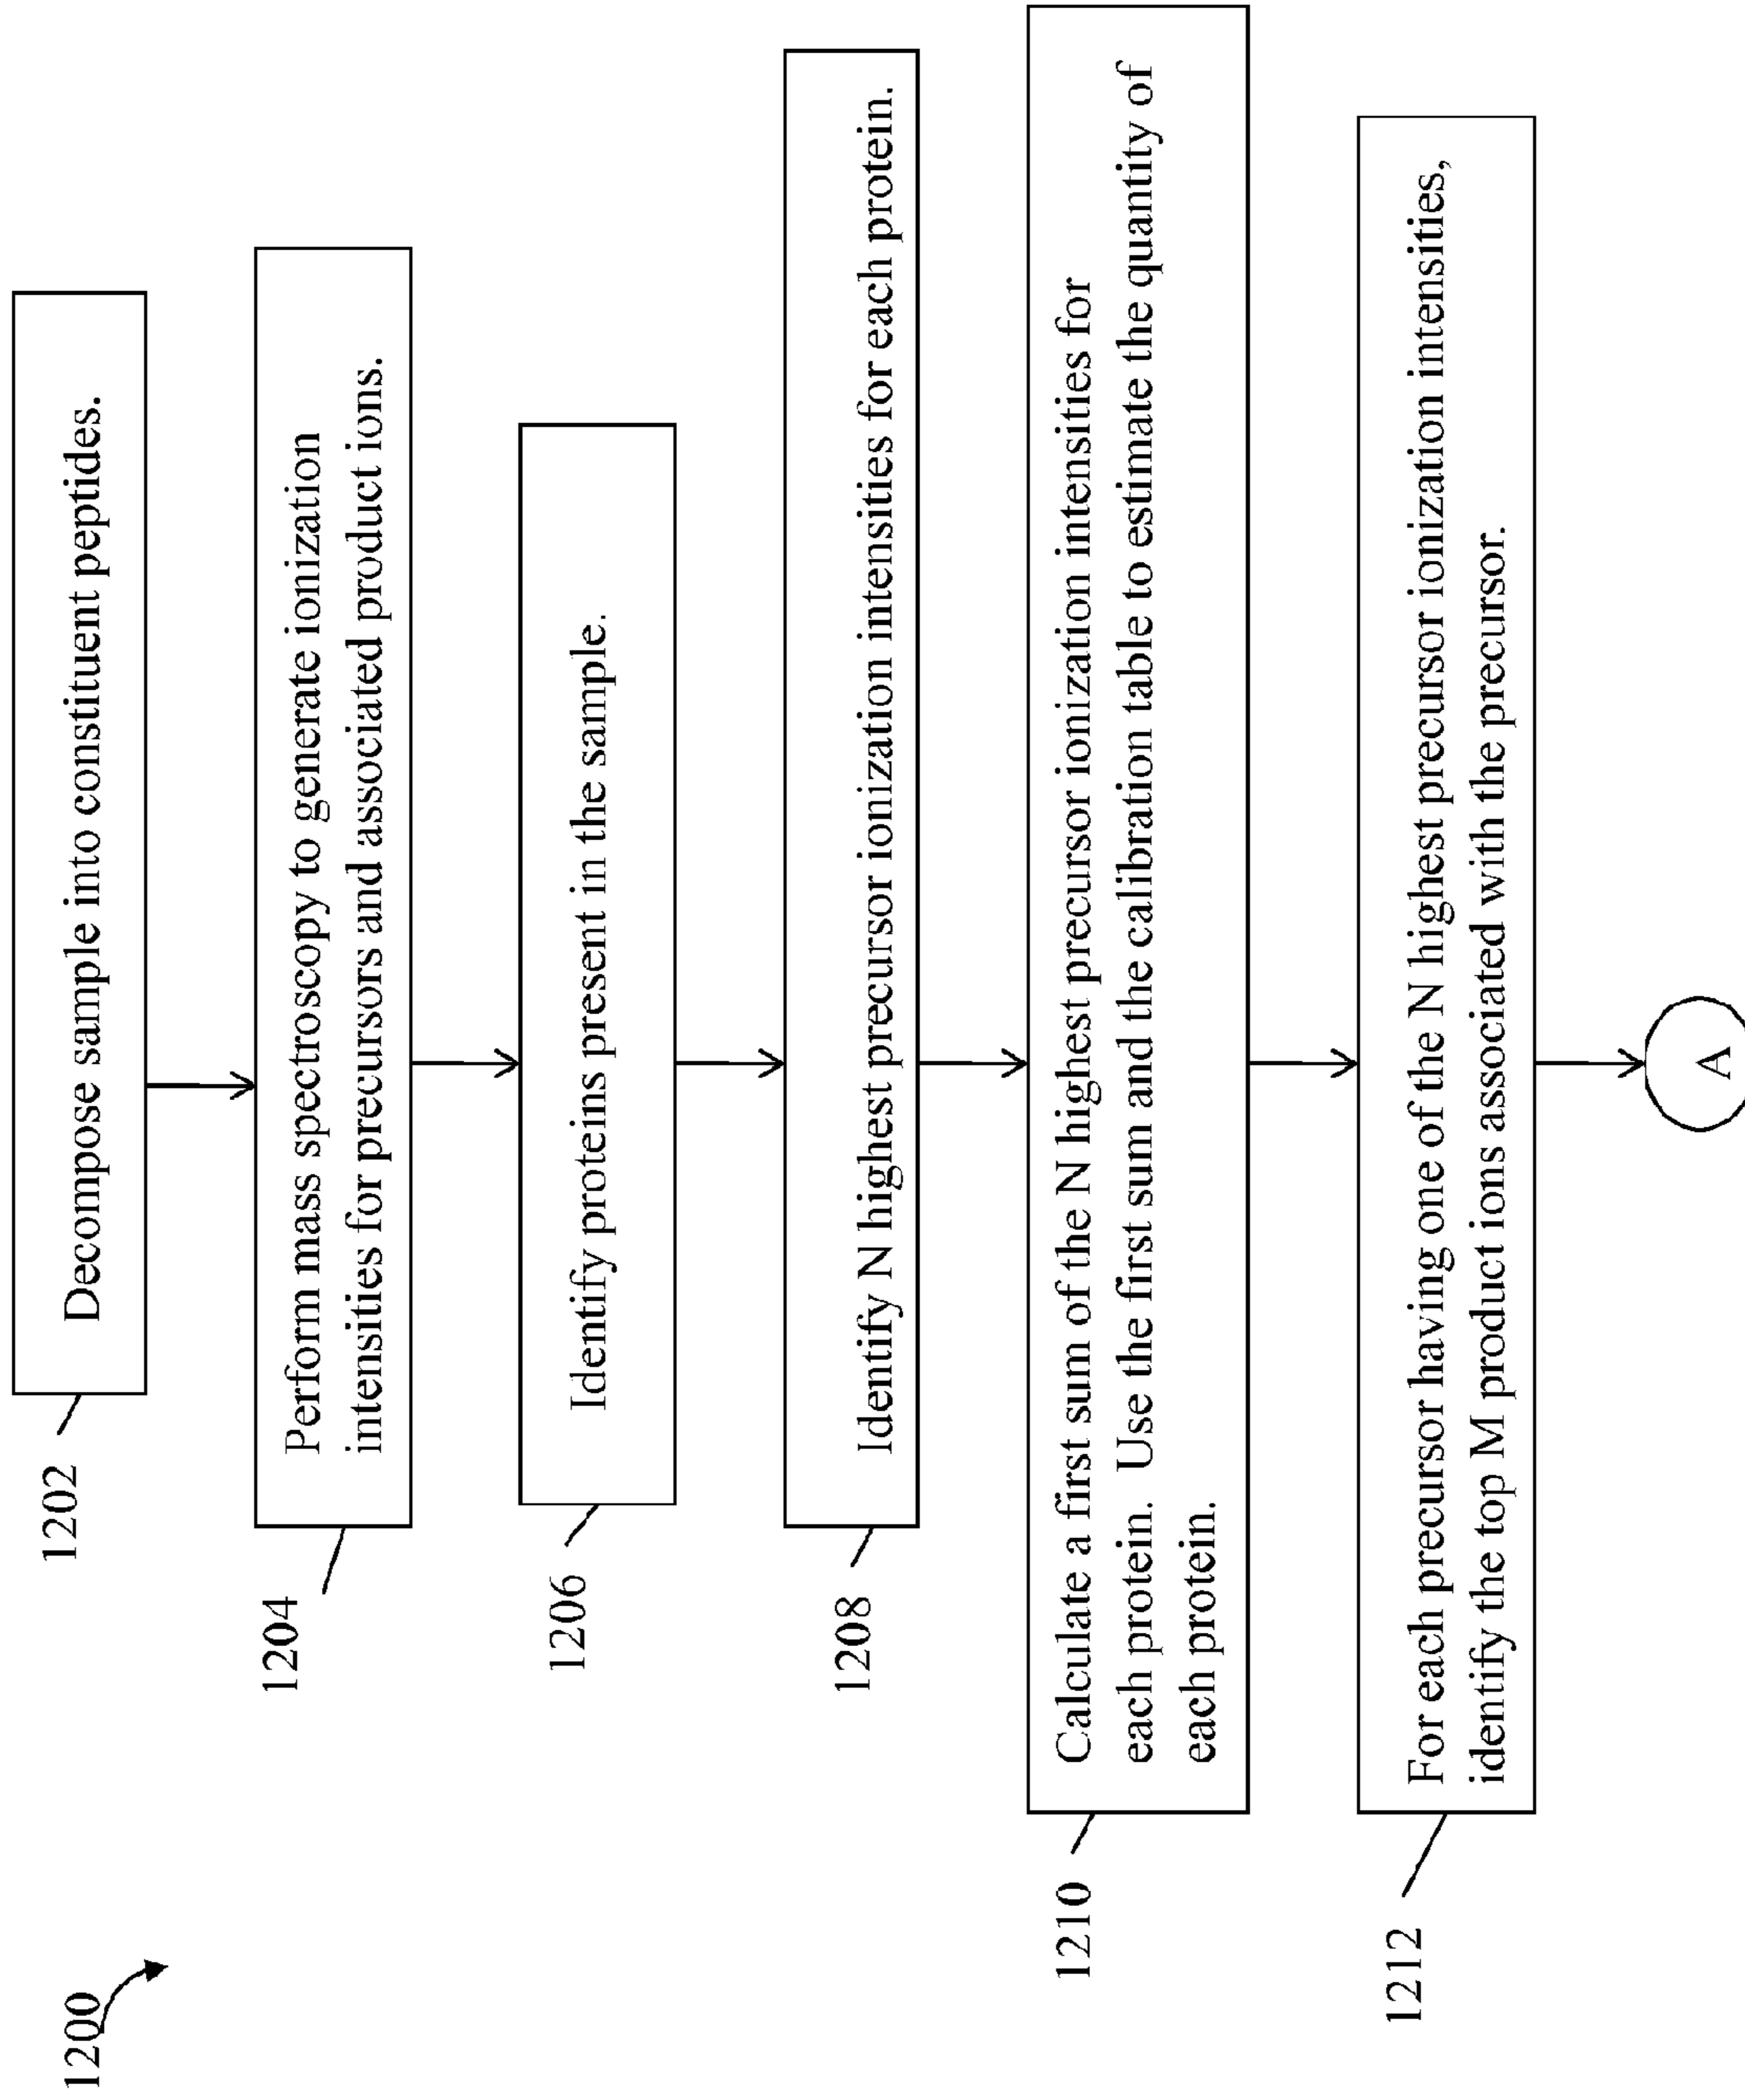 1200
1202
Decompose sample into constituent peptides.
1204
Perform mass spectroscopy to generate ionization
intensities for precursors and associated product ions.
1206
Identify proteins present in the sample.
1208
Identify N highest precursor ionization intensities for each protein.
1210
Calculate a first sum of the N highest precursor ionization intensities for
each protein. Use the first sum and the calibration table to estimate the quantity of
each protein.
1212
For each precursor having one of the N highest precursor ionization intensities,
identify the top M product ions associated with the precursor.
A